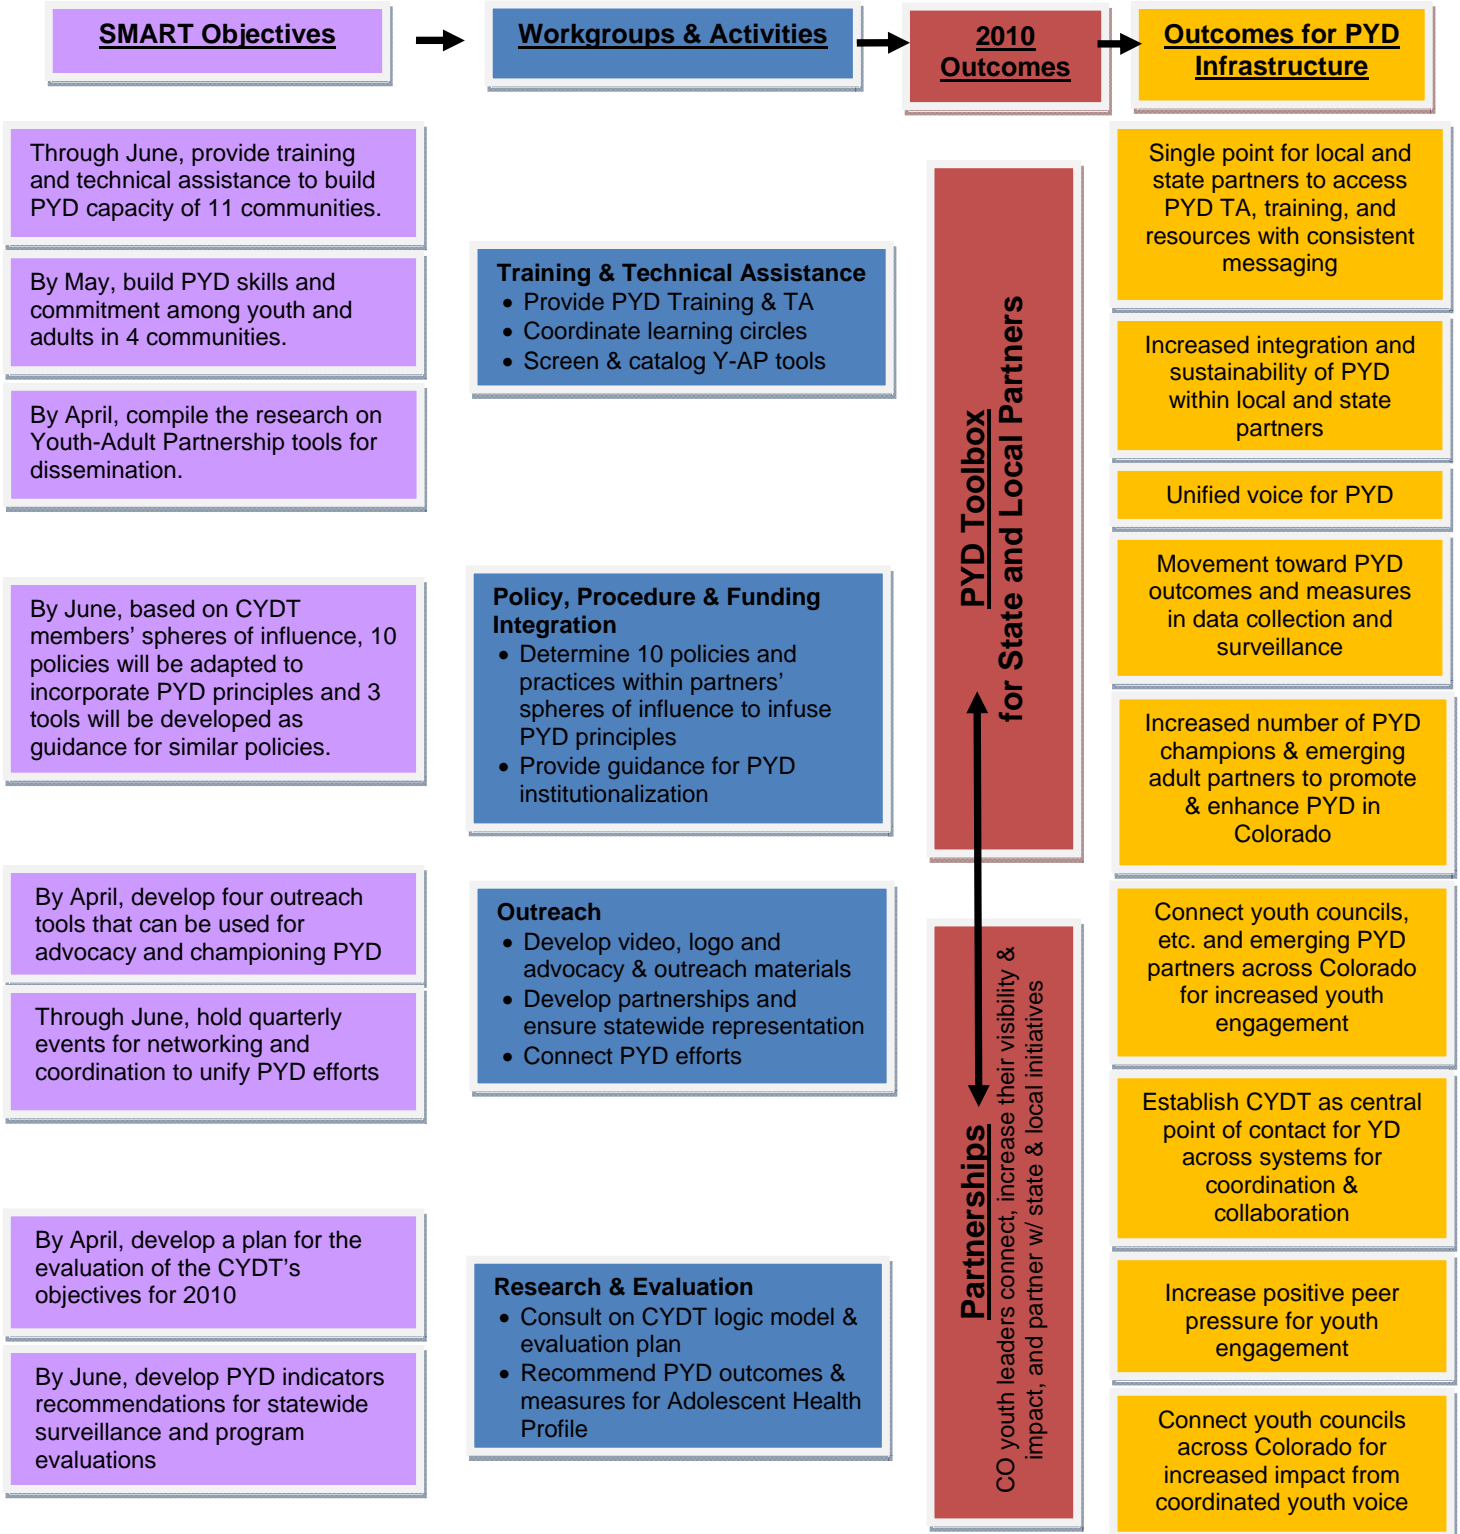 SMART Objectives
Workgroups & Activities
2010
Outcomes
Outcomes for PYD
Infrastructure
Through June, provide training
and technical assistance to build
PYD capacity of 11 communities.
By May, build PYD skills and
commitment among youth and
adults in 4 communities.
By April, compile the research on
Youth-Adult Partnership tools for
dissemination.
By June, based on CYDT
members’ spheres of influence, 10
policies will be adapted to
incorporate PYD principles and 3
tools will be developed as
guidance for similar policies.
By April, develop four outreach
tools that can be used for
advocacy and championing PYD
Through June, hold quarterly
events for networking and
coordination to unify PYD efforts
By April, develop a plan for the
evaluation of the CYDT’s
objectives for 2010
By June, develop PYD indicators
recommendations for statewide
surveillance and program
evaluations
Training & Technical Assistance
• Provide PYD Training & TA
• Coordinate learning circles
• Screen & catalog Y-AP tools
Policy, Procedure & Funding
Integration
• Determine 10 policies and
practices within partners’
spheres of influence to infuse
PYD principles
• Provide guidance for PYD
institutionalization
Outreach
• Develop video, logo and
advocacy & outreach materials
• Develop partnerships and
ensure statewide representation
• Connect PYD efforts
Research & Evaluation
• Consult on CYDT logic model &
evaluation plan
• Recommend PYD outcomes &
measures for Adolescent Health
Profile
PYD Toolbox
for State and Local Partners
Partnerships
CO youth leaders connect, increase their visibility &
impact, and partner w/ state & local initiatives
Single point for local and
state partners to access
PYD TA, training, and
resources with consistent
messaging
Increased integration and
sustainability of PYD
within local and state
partners
Unified voice for PYD
Movement toward PYD
outcomes and measures
in data collection and
surveillance
Increased number of PYD
champions & emerging
adult partners to promote
& enhance PYD in
Colorado
Connect youth councils,
etc. and emerging PYD
partners across Colorado
for increased youth
engagement
Establish CYDT as central
point of contact for YD
across systems for
coordination &
collaboration
Increase positive peer
pressure for youth
engagement
Connect youth councils
across Colorado for
increased impact from
coordinated youth voice